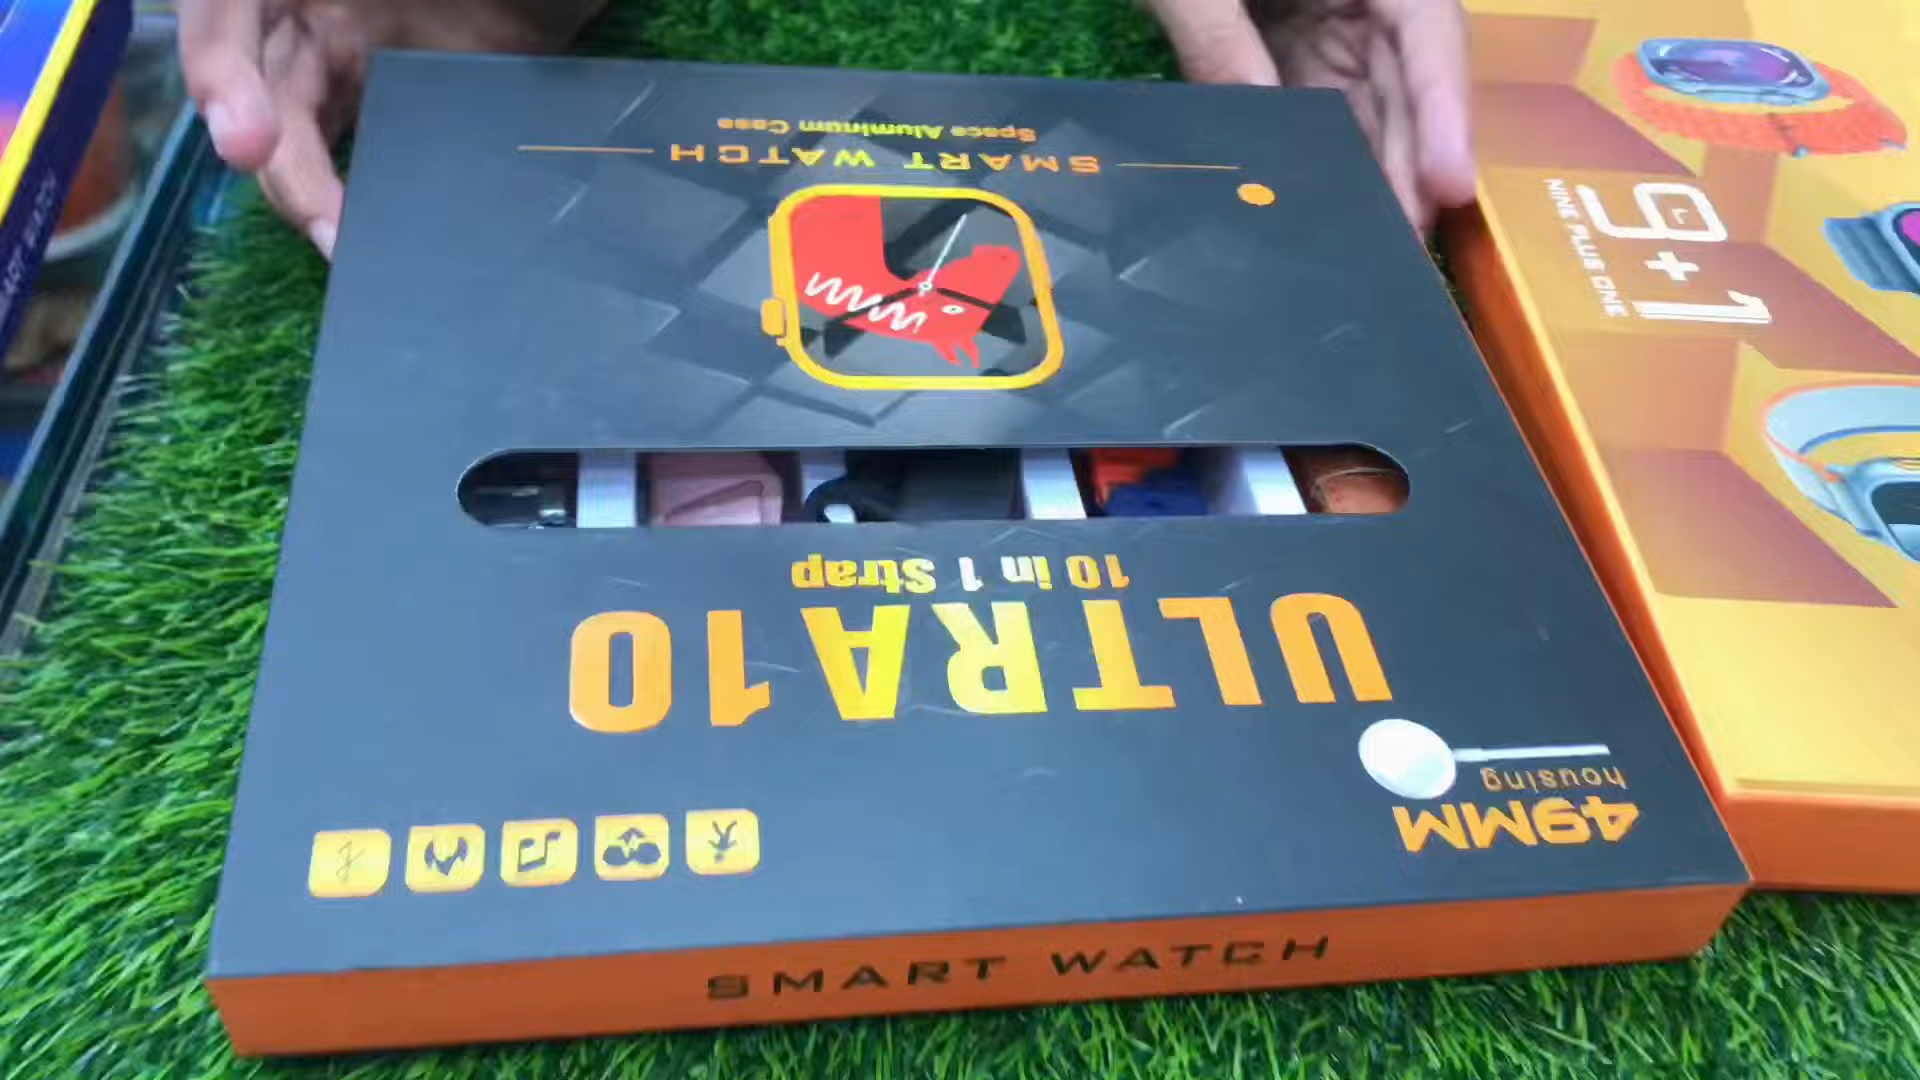 49MM
housing
ULTRA10
10 in 1 Strap
SMART WATCH
Space Aluminum Case
SMART WATCH
9+1
NINE PLUS ONE